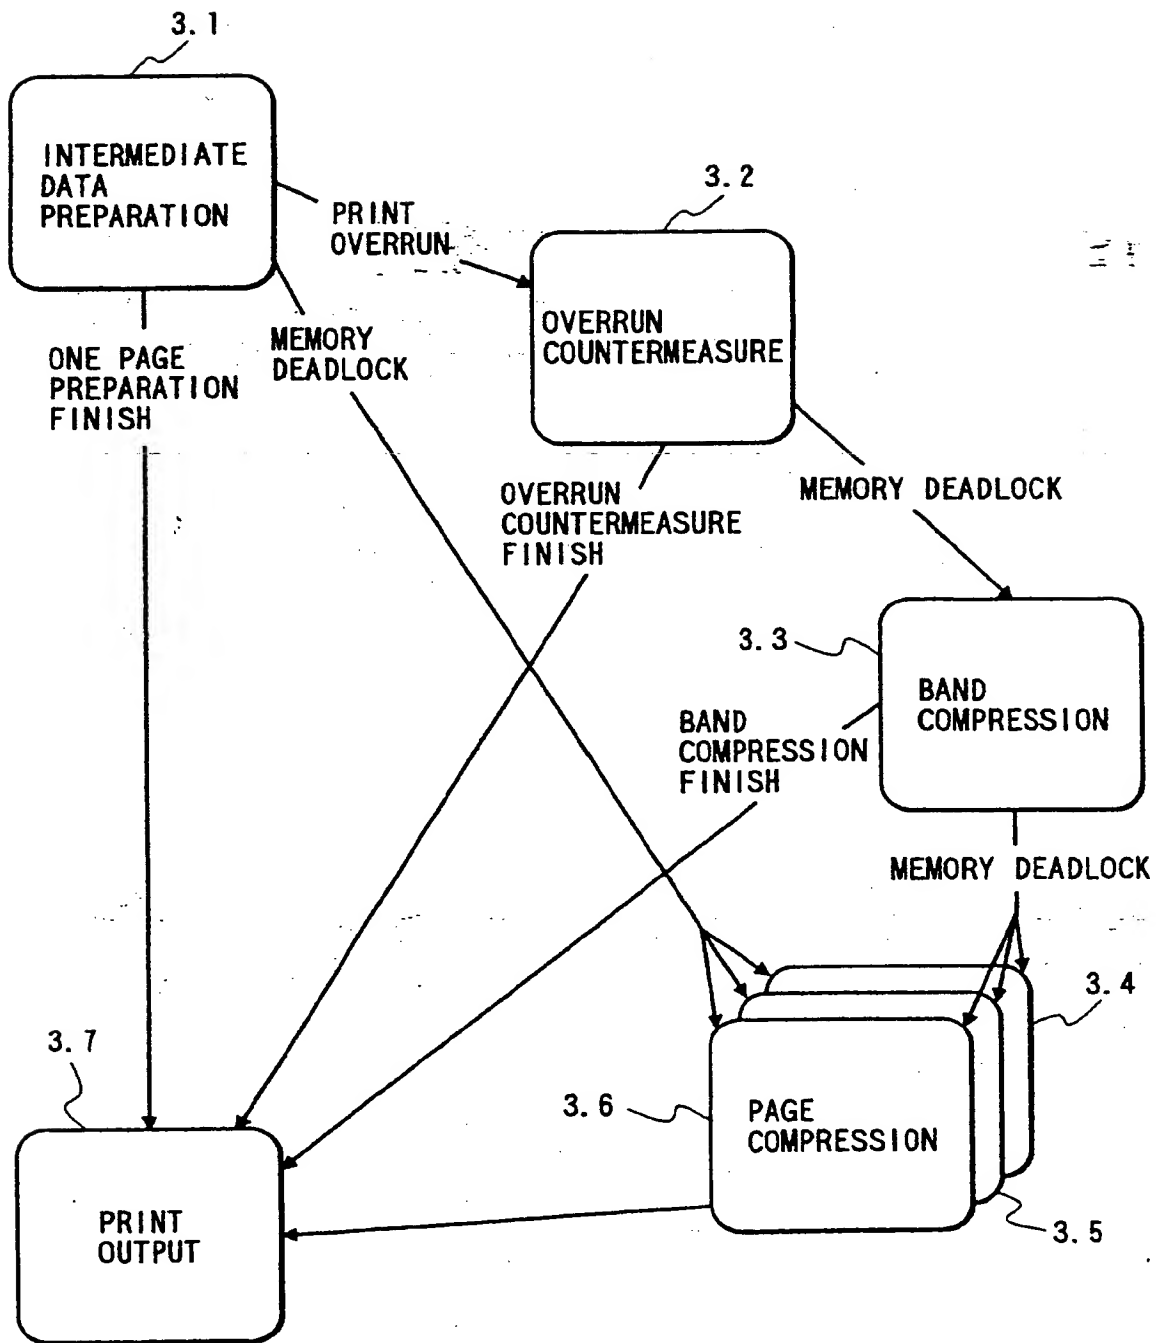 3.1
INTERMEDIATE
DATA
PREPARATION
PRINT
OVERRUN
3.2
OVERRUN
COUNTERMEASURE
ONE PAGE
PREPARATION
FINISH
MEMORY
DEADLOCK
OVERRUN
COUNTERMEASURE
FINISH
MEMORY DEADLOCK
3.3
BAND
COMPRESSION
BAND
COMPRESSION
FINISH
MEMORY DEADLOCK
3.4
3.7
3.6
PAGE
COMPRESSION
3.5
PRINT
OUTPUT